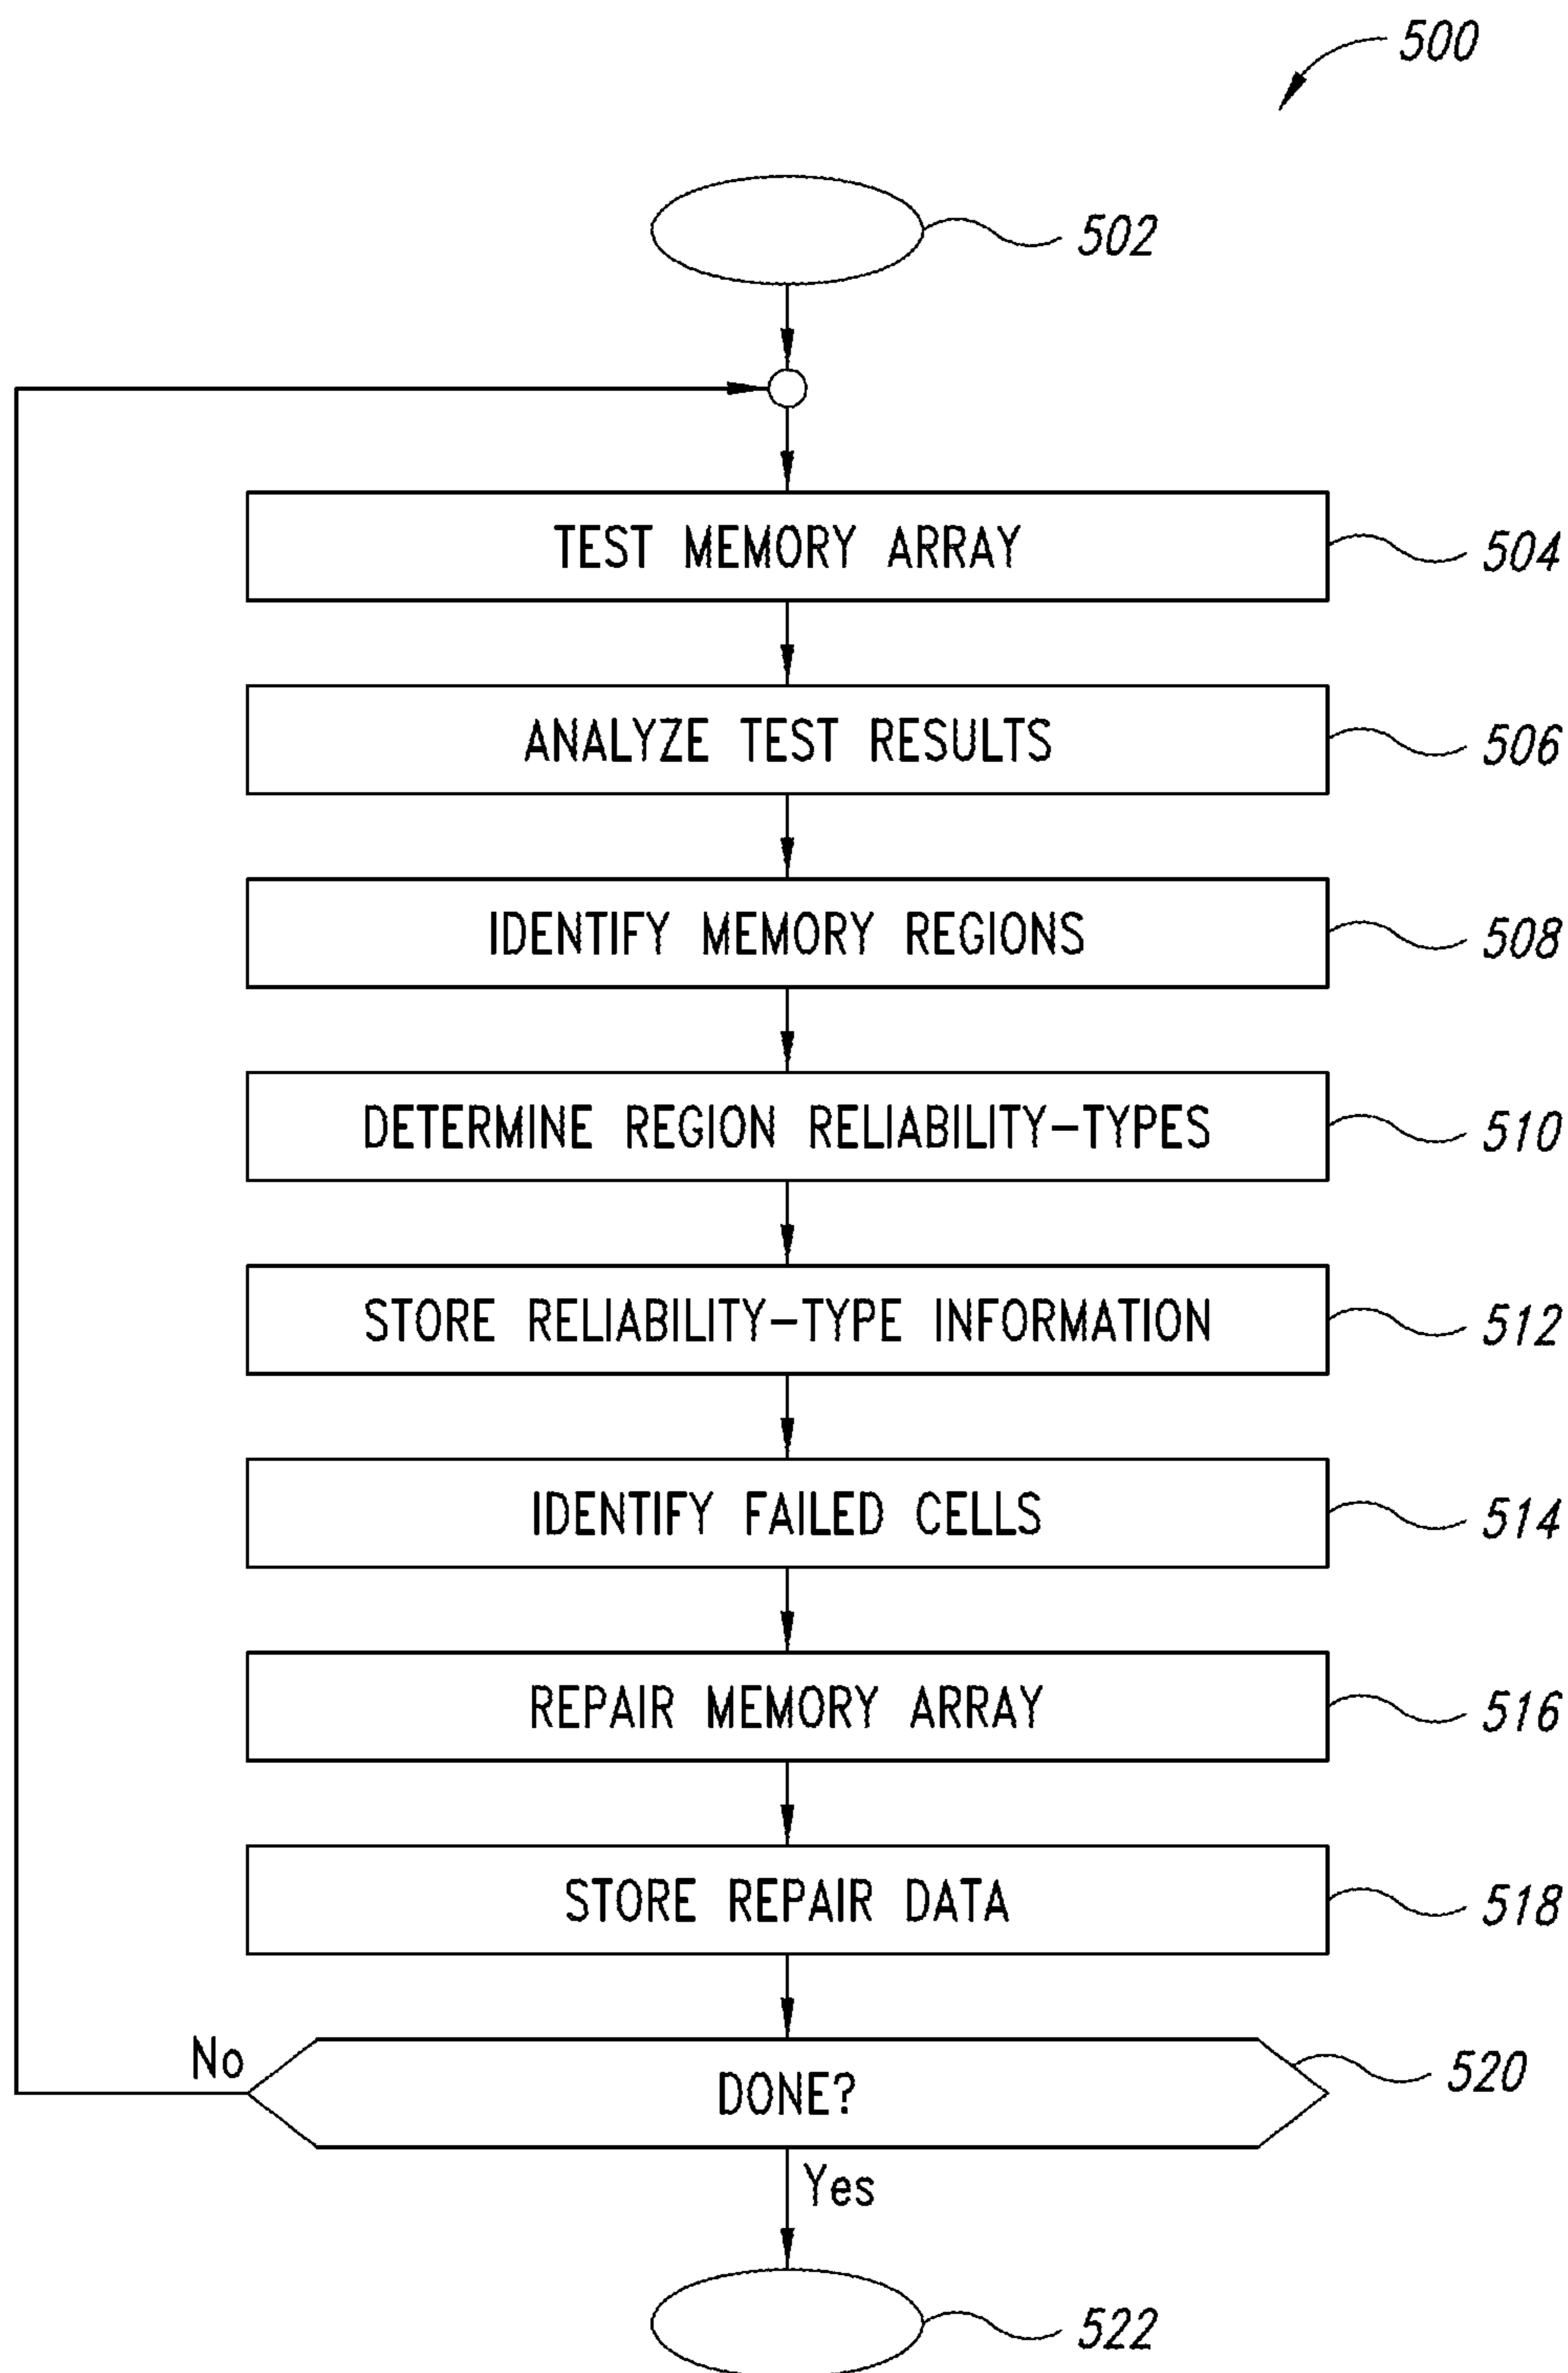 500
502
TEST MEMORY ARRAY
504
ANALYZE TEST RESULTS
506
IDENTIFY MEMORY REGIONS
508
DETERMINE REGION RELIABILITY-TYPES
510
STORE RELIABILITY-TYPE INFORMATION
512
IDENTIFY FAILED CELLS
514
REPAIR MEMORY ARRAY
516
STORE REPAIR DATA
518
No
DONE?
520
Yes
522